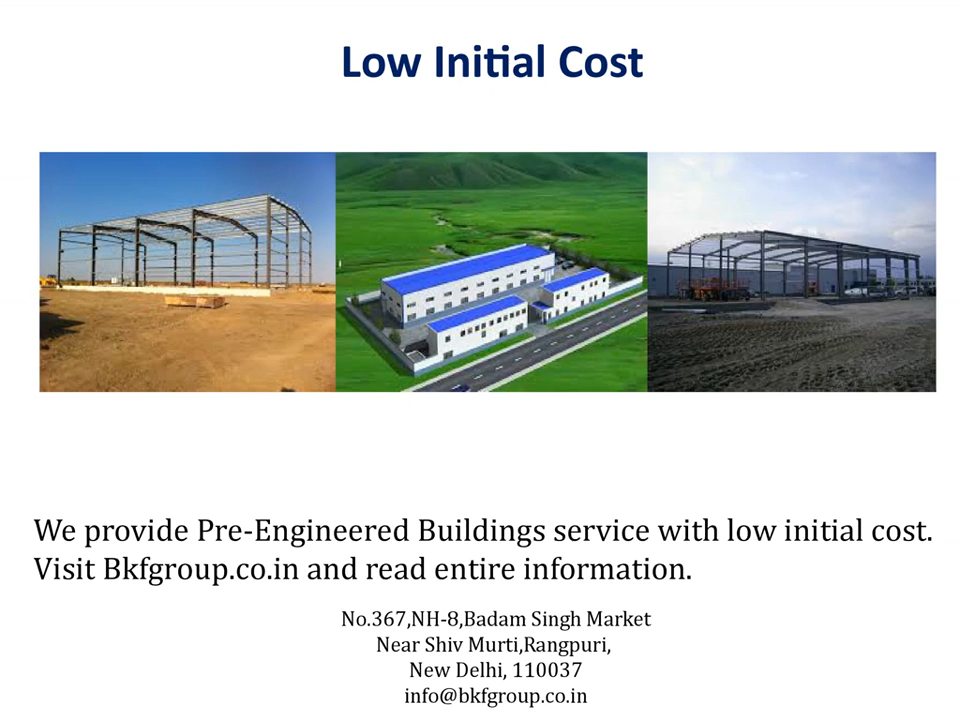 Low Initial Cost
We provide Pre-Engineered Buildings service with low initial cost.
Visit Bkfgroup.co.in and read entire information.
No.367,NH-8,Badam Singh Market
Near Shiv Murti,Rangpuri,
New Delhi, 110037
info@bkfgroup.co.in